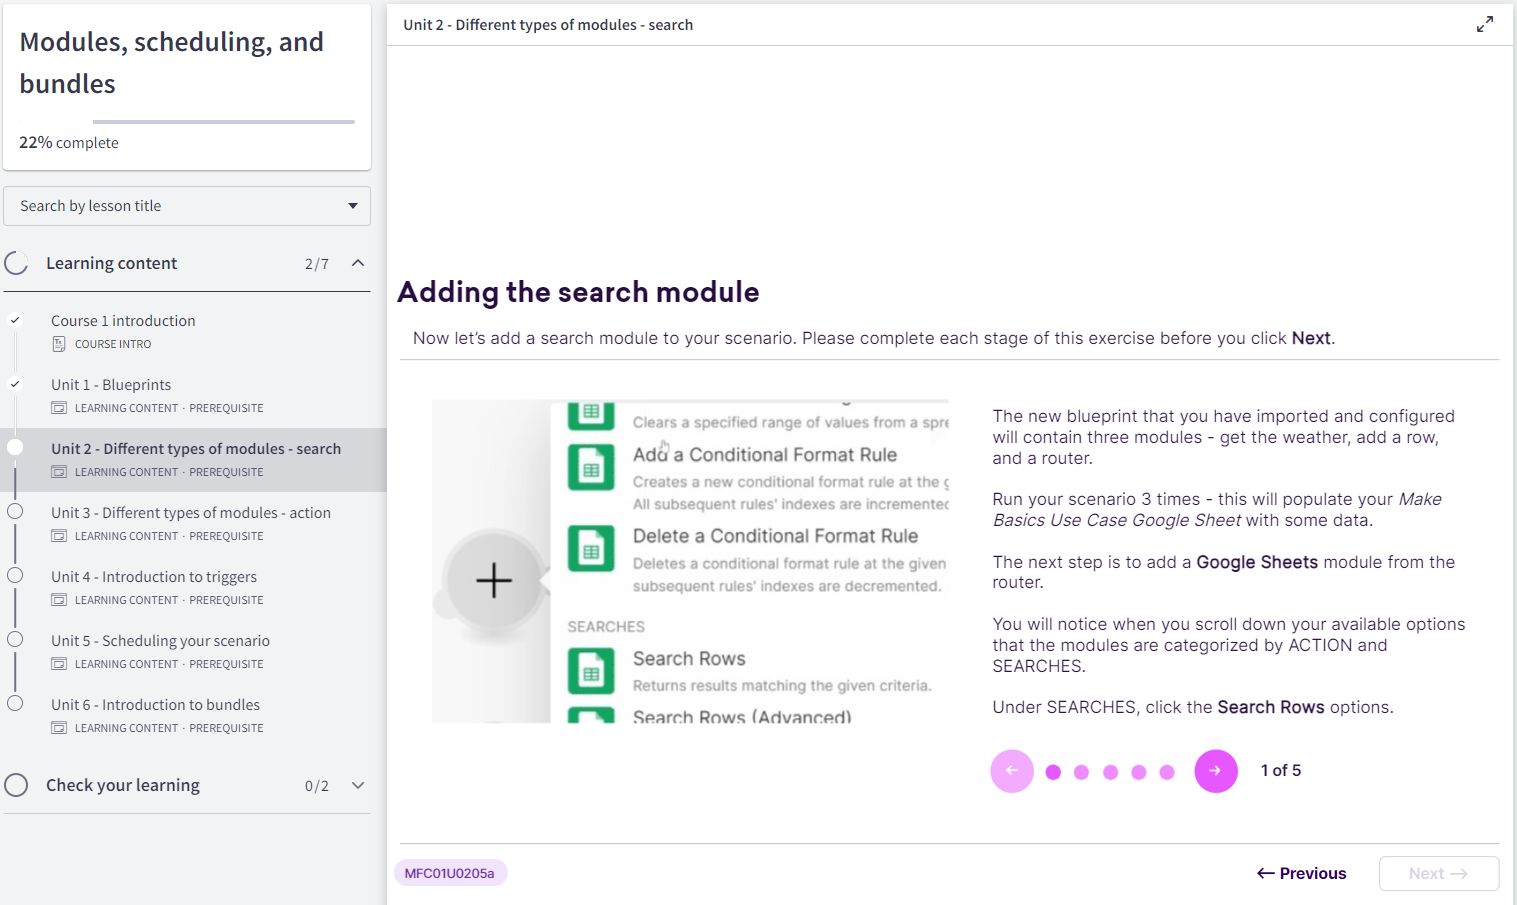 Modules, scheduling, and
bundles
22% complete
Search by lesson title
Learning content 2/7
Course 1 introduction
COURSE INTRO
Unit 1 - Blueprints
LEARNING CONTENT · PREREQUISITE
Unit 2 - Different types of modules - search
LEARNING CONTENT · PREREQUISITE
Unit 3 - Different types of modules - action
LEARNING CONTENT · PREREQUISITE
Unit 4 - Introduction to triggers
LEARNING CONTENT · PREREQUISITE
Unit 5 - Scheduling your scenario
LEARNING CONTENT · PREREQUISITE
Unit 6 - Introduction to bundles
LEARNING CONTENT · PREREQUISITE
Check your learning 0/2
Unit 2 - Different types of modules - search
Adding the search module
Now let's add a search module to your scenario. Please complete each stage of this exercise before you click Next.
Clears a specified range of values from a spre
Add a Conditional Format Rule
Creates a new conditional format rule at the g
All subsequent rules' indexes are incremented
Delete a Conditional Format Rule
Deletes a conditional format rule at the given
subsequent rules' indexes are decremented.
SEARCHES
Search Rows
Returns results matching the given criteria.
Search Rows (Advanced)
The new blueprint that you have imported and configured
will contain three modules - get the weather, add a row,
and a router.
Run your scenario 3 times - this will populate your Make
Basics Use Case Google Sheet with some data.
The next step is to add a Google Sheets module from the
router.
You will notice when you scroll down your available options
that the modules are categorized by ACTION and
SEARCHES.
Under SEARCHES, click the Search Rows options.
1 of 5
MFC01U0205a
← Previous
Next →